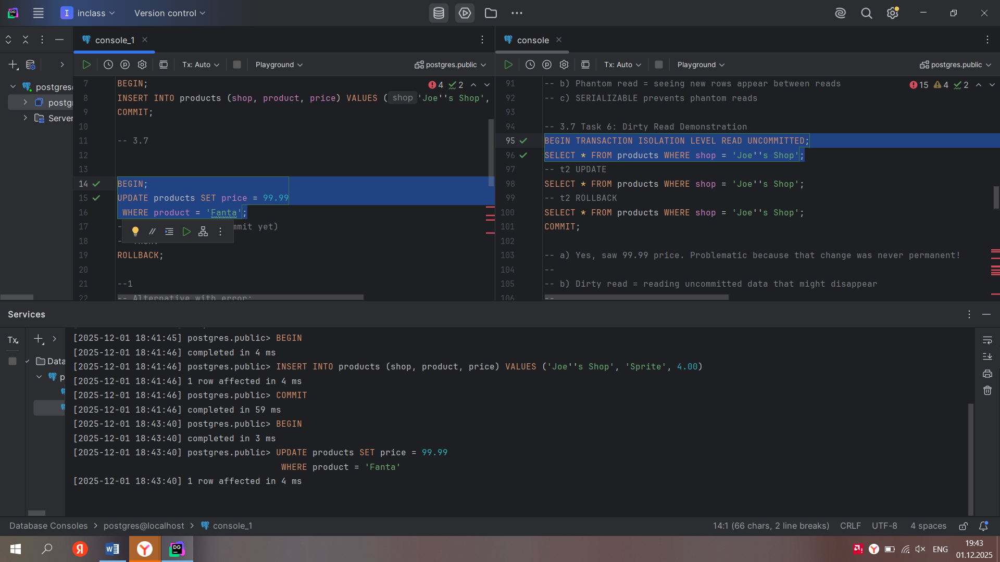 DG
I inclass
Version control
console_1
console
Tx: Auto
Playground
postgres.public
Tx: Auto
Playground
postgres.public
postgres(
postgr
Server
7 BEGIN;
8 INSERT INTO products (shop, product, price) VALUES ( shop 'Joe''s Shop',
9 COMMIT;
10
11 -- 3.7
12
13
14 BEGIN;
15 UPDATE products SET price = 99.99
16 WHERE product = 'Fanta';
17 - mmit yet)
18 -
19 ROLLBACK;
20
21 --1
22 -- Alternative with error:
4 2
91 -- b) Phantom read = seeing new rows appear between reads
92 -- c) SERIALIZABLE prevents phantom reads
93
94 -- 3.7 Task 6: Dirty Read Demonstration
95 BEGIN TRANSACTION ISOLATION LEVEL READ UNCOMMITTED;
96 SELECT * FROM products WHERE shop = 'Joe''s Shop';
97 -- t2 UPDATE
98 SELECT * FROM products WHERE shop = 'Joe''s Shop';
99 -- t2 ROLLBACK
100 SELECT * FROM products WHERE shop = 'Joe''s Shop';
101 COMMIT;
102
103 -- a) Yes, saw 99.99 price. Problematic because that change was never permanent!
104 --
105 -- b) Dirty read = reading uncommitted data that might disappear
106 --
15 4 2
Services
Tx
Data
p
[2025-12-01 18:41:45] postgres.public> BEGIN
[2025-12-01 18:41:46] completed in 4 ms
[2025-12-01 18:41:46] postgres.public> INSERT INTO products (shop, product, price) VALUES ('Joe''s Shop', 'Sprite', 4.00)
[2025-12-01 18:41:46] 1 row affected in 4 ms
[2025-12-01 18:41:46] postgres.public> COMMIT
[2025-12-01 18:41:46] completed in 59 ms
[2025-12-01 18:43:40] postgres.public> BEGIN
[2025-12-01 18:43:40] completed in 3 ms
[2025-12-01 18:43:40] postgres.public> UPDATE products SET price = 99.99
WHERE product = 'Fanta'
[2025-12-01 18:43:40] 1 row affected in 4 ms
Database Consoles > postgres@localhost > console_1
14:1 (66 chars, 2 line breaks)
CRLF
UTF-8
4 spaces
Я
W
Y
DG
ENG
19:43
01.12.2025